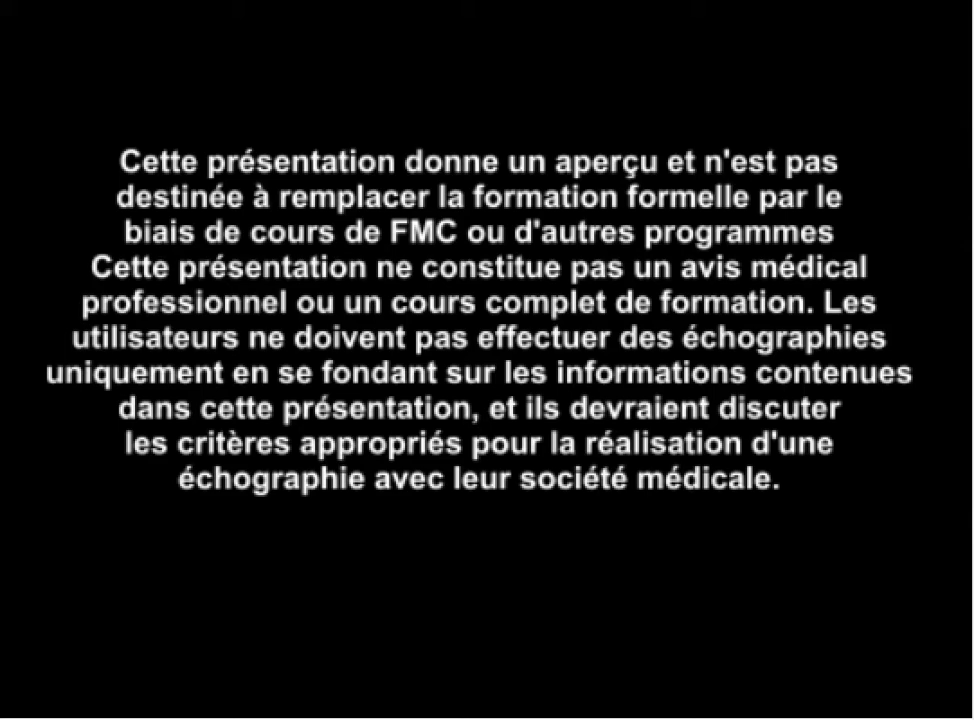 Cette présentation donne un aperçu et n'est pas
destinée à remplacer la formation formelle par le
biais de cours de FMC ou d'autres programmes
Cette présentation ne constitue pas un avis médical
professionnel ou un cours complet de formation. Les
utilisateurs ne doivent pas effectuer des échographies
uniquement en se fondant sur les informations contenues
dans cette présentation, et ils devraient discuter
les critères appropriés pour la réalisation d'une
échographie avec leur société médicale.